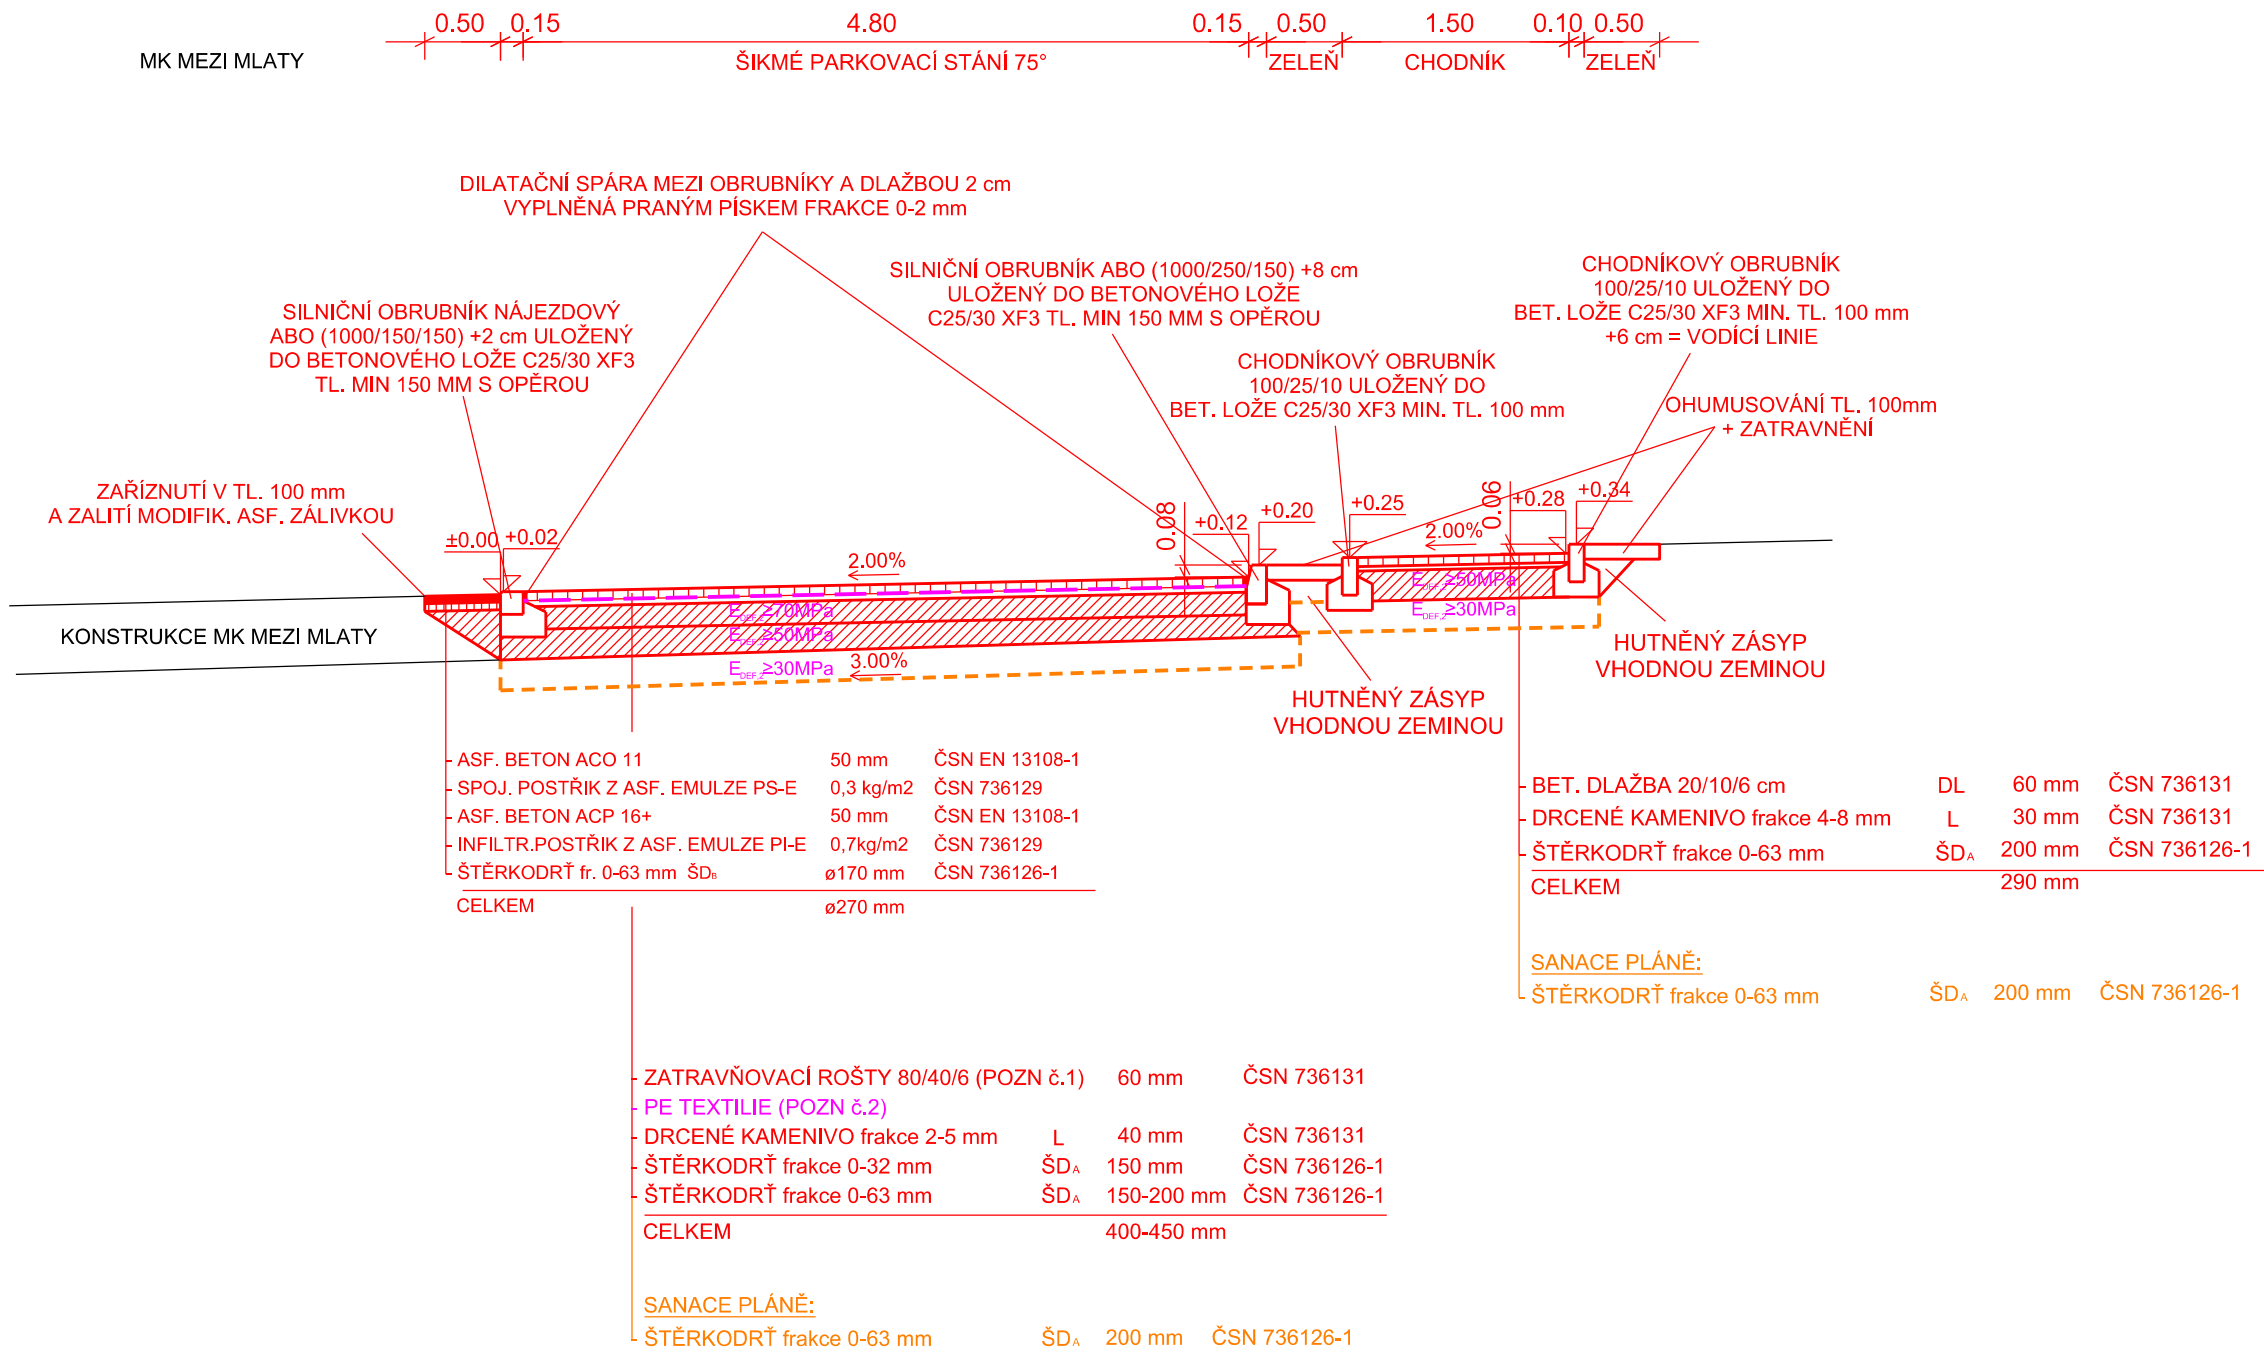 0.50 0.15 4.80 0.15 0.50 1.50 0.10 0.50
MK MEZI MLATY ŠIKMÉ PARKOVACÍ STÁNÍ 75° ZELEŇ CHODNÍK ZELEŇ
DILATAČNÍ SPÁRA MEZI OBRUBNÍKY A DLAŽBOU 2 cm
VYPLNĚNÁ PRANÝM PÍSKEM FRAKCE 0-2 mm
SILNIČNÍ OBRUBNÍK ABO (1000/250/150) +8 cm
ULOŽENÝ DO BETONOVÉHO LOŽE
C25/30 XF3 TL. MIN 150 MM S OPĚROU
CHODNÍKOVÝ OBRUBNÍK
100/25/10 ULOŽENÝ DO
BET. LOŽE C25/30 XF3 MIN. TL. 100 mm
+6 cm = VODÍCÍ LINIE
SILNIČNÍ OBRUBNÍK NÁJEZDOVÝ
ABO (1000/150/150) +2 cm ULOŽENÝ
DO BETONOVÉHO LOŽE C25/30 XF3
TL. MIN 150 MM S OPĚROU
CHODNÍKOVÝ OBRUBNÍK
100/25/10 ULOŽENÝ DO
BET. LOŽE C25/30 XF3 MIN. TL. 100 mm
OHUMUSOVÁNÍ TL. 100mm
+ ZATRAVNĚNÍ
ZAŘÍZNUTÍ V TL. 100 mm
A ZALITÍ MODIFIK. ASF. ZÁLIVKOU
±0.00 +0.02 2.00% 0.08 +0.12 +0.20 +0.25 2.00% 0.06 +0.28 +0.34
KONSTRUKCE MK MEZI MLATY
EDEF,2≥70MPa
EDEF,2≥50MPa
EDEF,2≥30MPa 3.00%
EDEF,2≥50MPa
EDEF,2≥30MPa
HUTNĚNÝ ZÁSYP
VHODNOU ZEMINOU
HUTNĚNÝ ZÁSYP
VHODNOU ZEMINOU
ASF. BETON ACO 11 50 mm ČSN EN 13108-1
SPOJ. POSTŘIK Z ASF. EMULZE PS-E 0,3 kg/m2 ČSN 736129
ASF. BETON ACP 16+ 50 mm ČSN EN 13108-1
INFILTR.POSTŘIK Z ASF. EMULZE PI-E 0,7kg/m2 ČSN 736129
ŠTĚRKODRŤ fr. 0-63 mm ŠDB ø170 mm ČSN 736126-1
CELKEM ø270 mm
BET. DLAŽBA 20/10/6 cm DL 60 mm ČSN 736131
DRCENÉ KAMENIVO frakce 4-8 mm L 30 mm ČSN 736131
ŠTĚRKODRŤ frakce 0-63 mm ŠDA 200 mm ČSN 736126-1
CELKEM 290 mm
SANACE PLÁNĚ:
ŠTĚRKODRŤ frakce 0-63 mm ŠDA 200 mm ČSN 736126-1
ZATRAVŇOVACÍ ROŠTY 80/40/6 (POZN č.1) 60 mm ČSN 736131
PE TEXTILIE (POZN č.2)
DRCENÉ KAMENIVO frakce 2-5 mm L 40 mm ČSN 736131
ŠTĚRKODRŤ frakce 0-32 mm ŠDA 150 mm ČSN 736126-1
ŠTĚRKODRŤ frakce 0-63 mm ŠDA 150-200 mm ČSN 736126-1
CELKEM 400-450 mm
SANACE PLÁNĚ:
ŠTĚRKODRŤ frakce 0-63 mm ŠDA 200 mm ČSN 736126-1